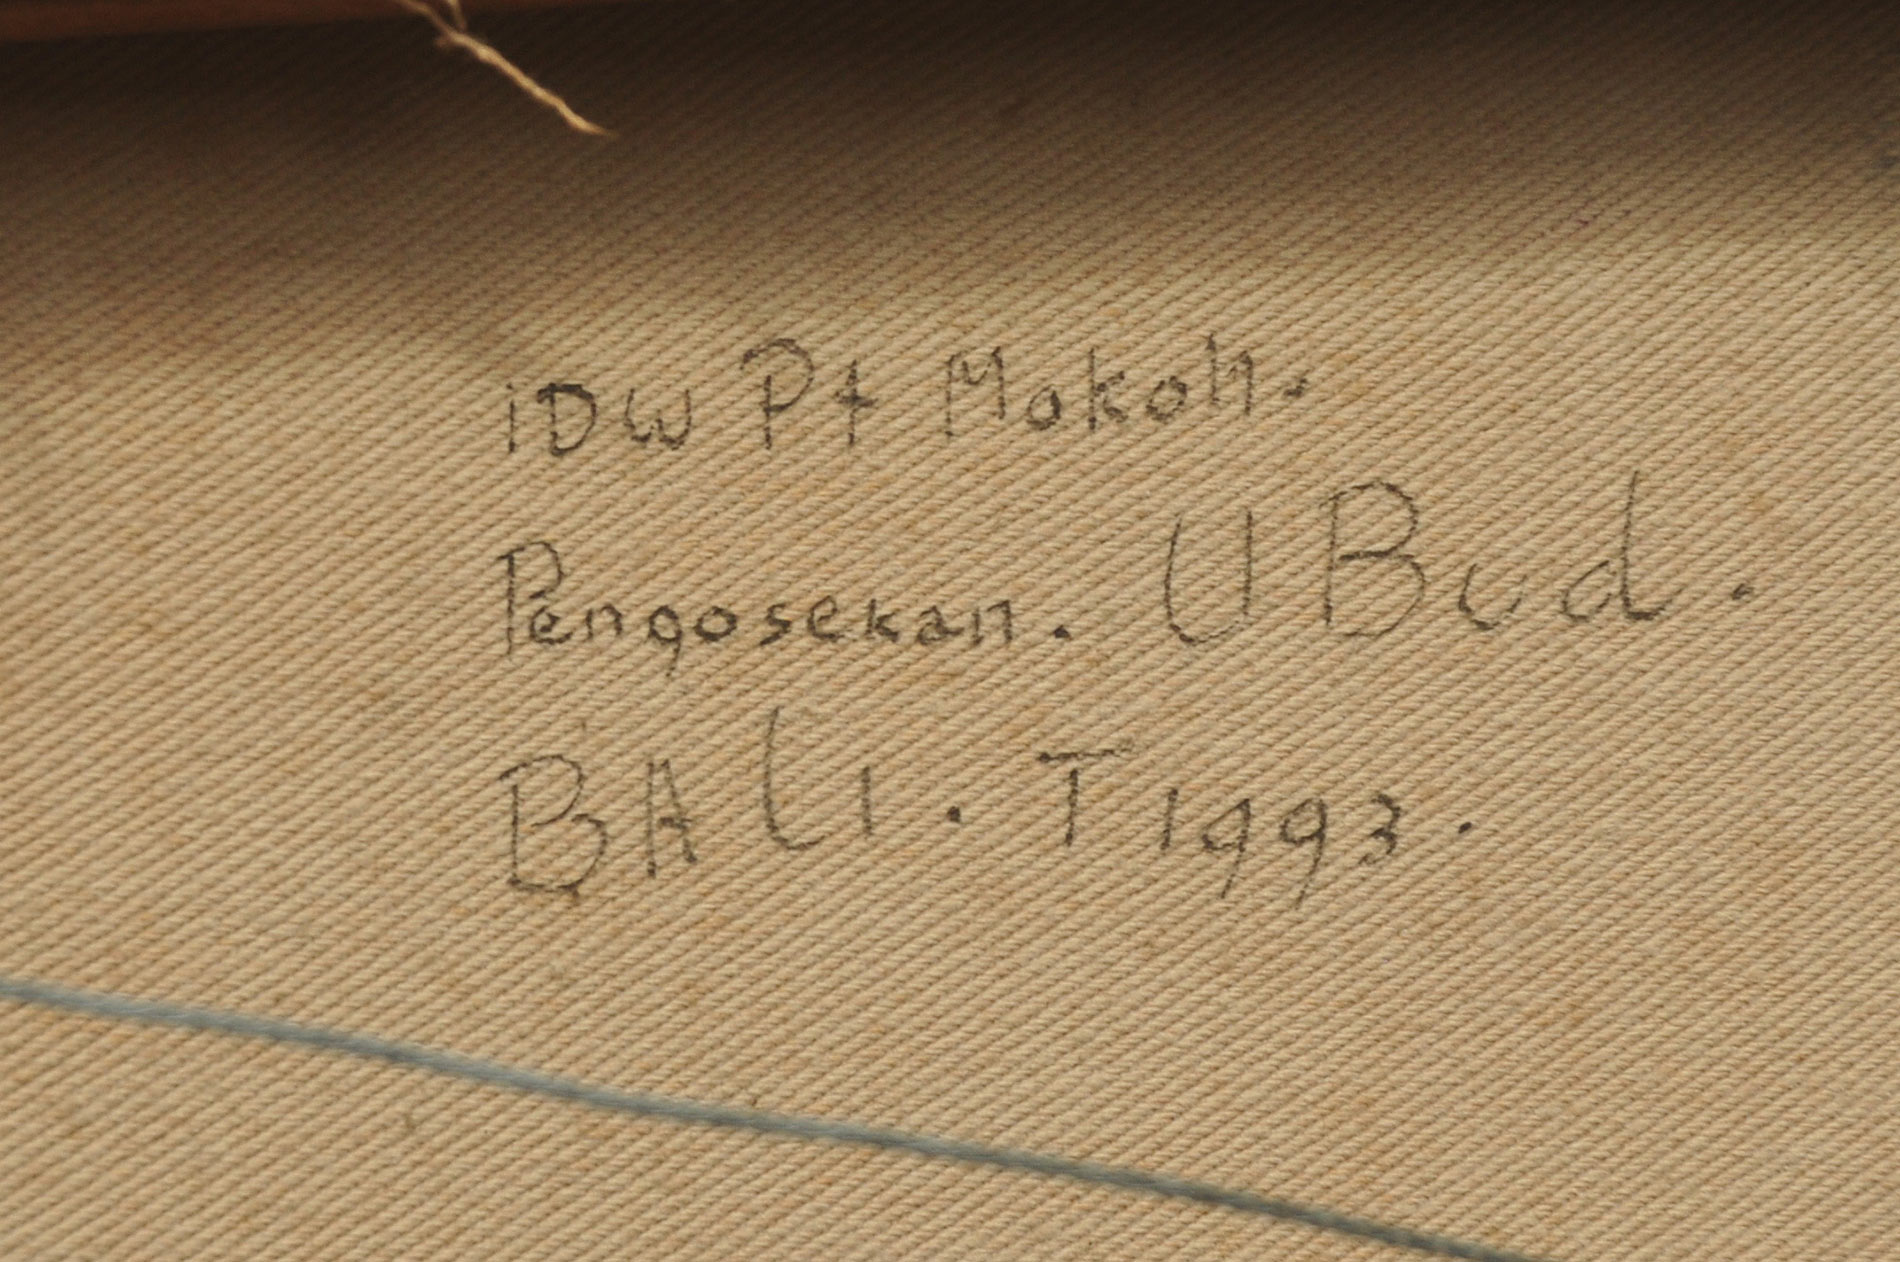 iDW Pt Mokoh.
Pengosekan. UBud.
BALI. T 1993.